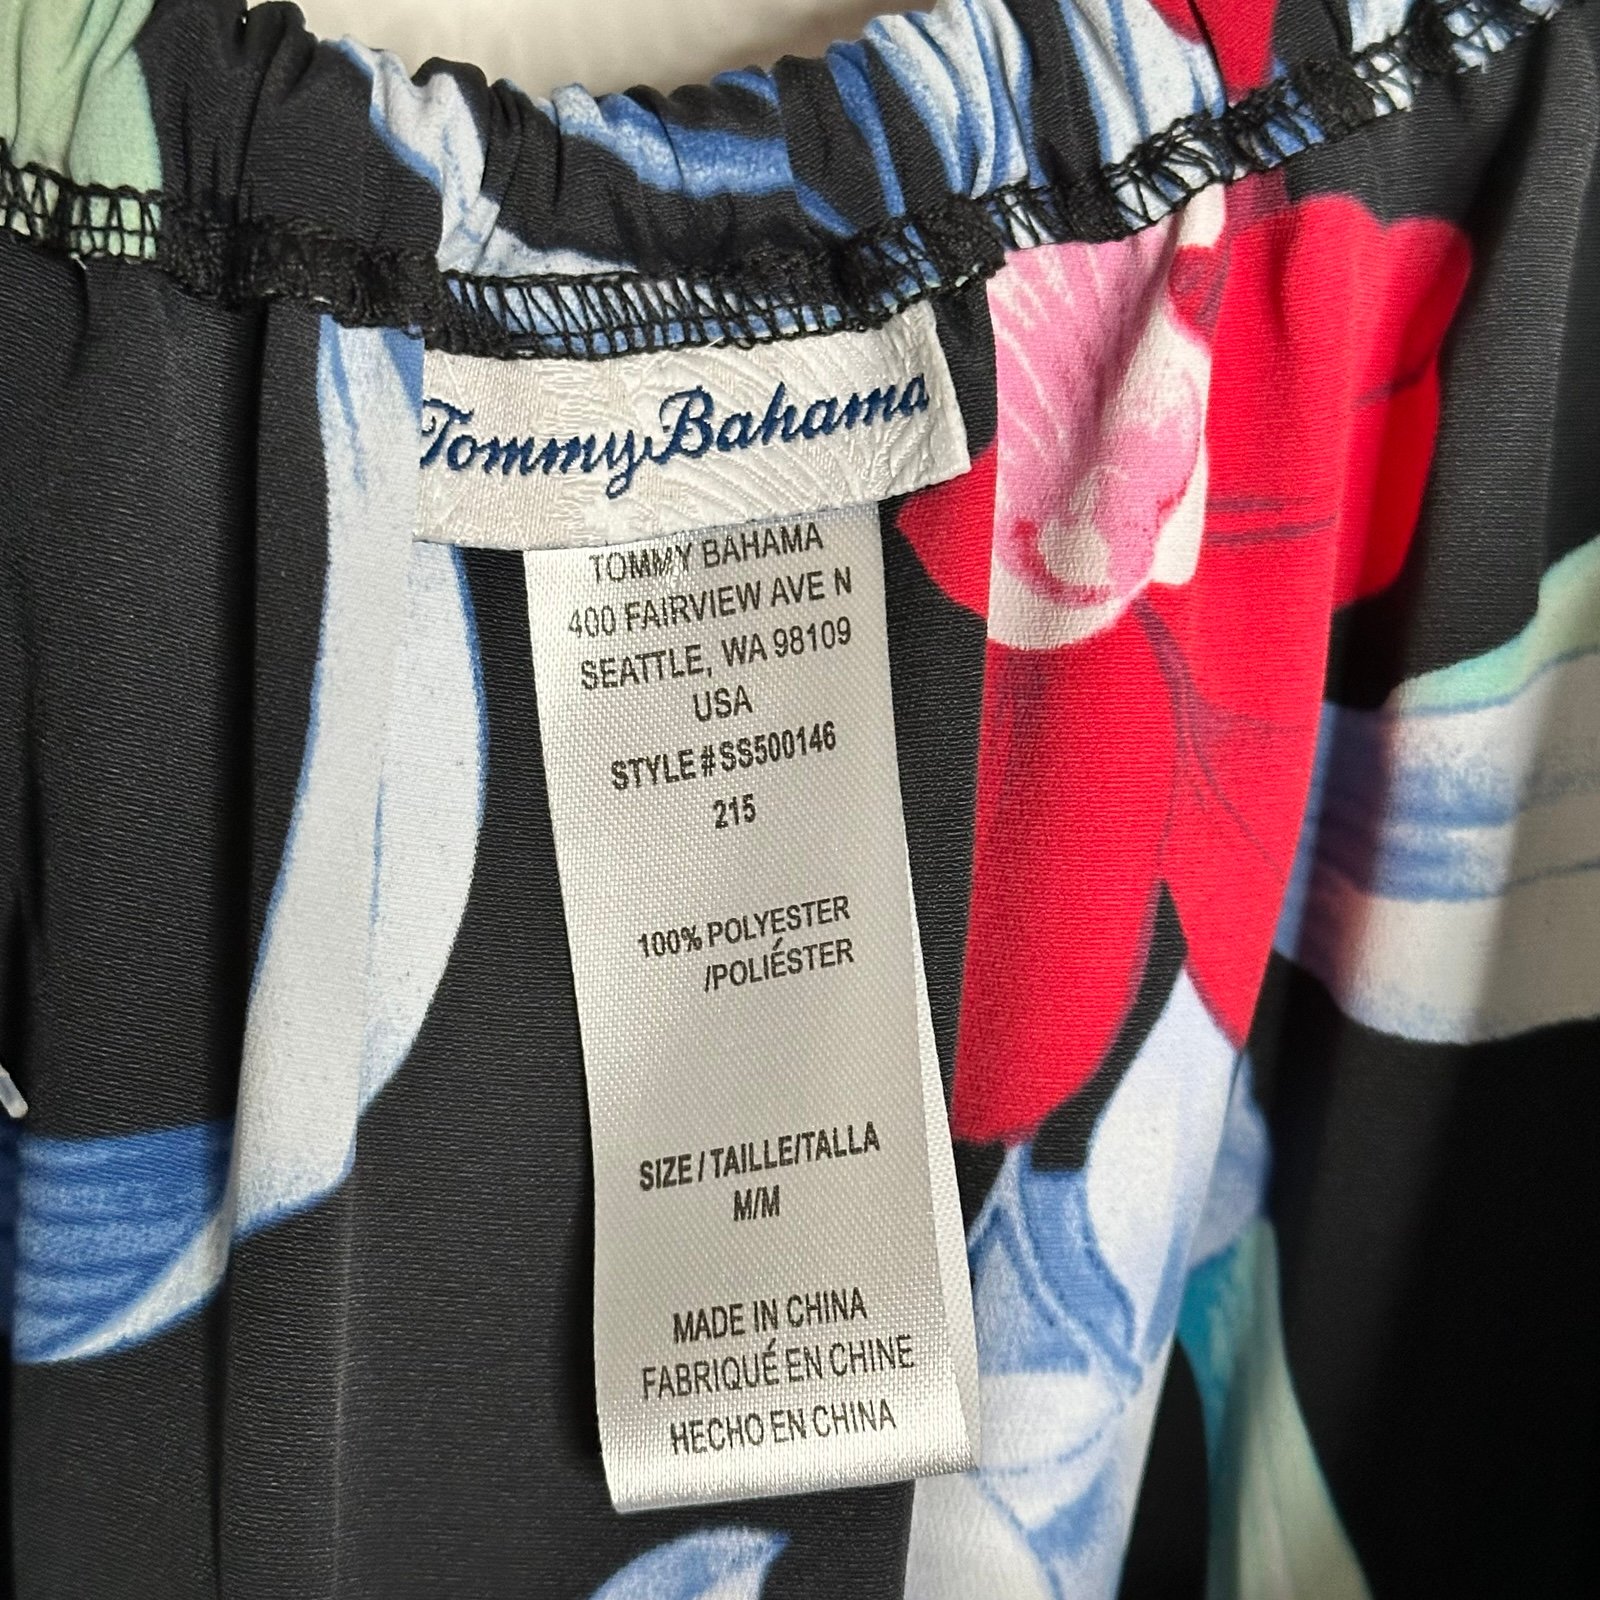 Tommy Bahama
TOMMY BAHAMA
400 FAIRVIEW AVE N
SEATTLE, WA 98109
USA
STYLE#SS500146
215
100% POLYESTER
/POLIÉSTER
SIZE / TAILLE/TALLA
M/M
MADE IN CHINA
FABRIQUÉ EN CHINE
HECHO EN CHINA